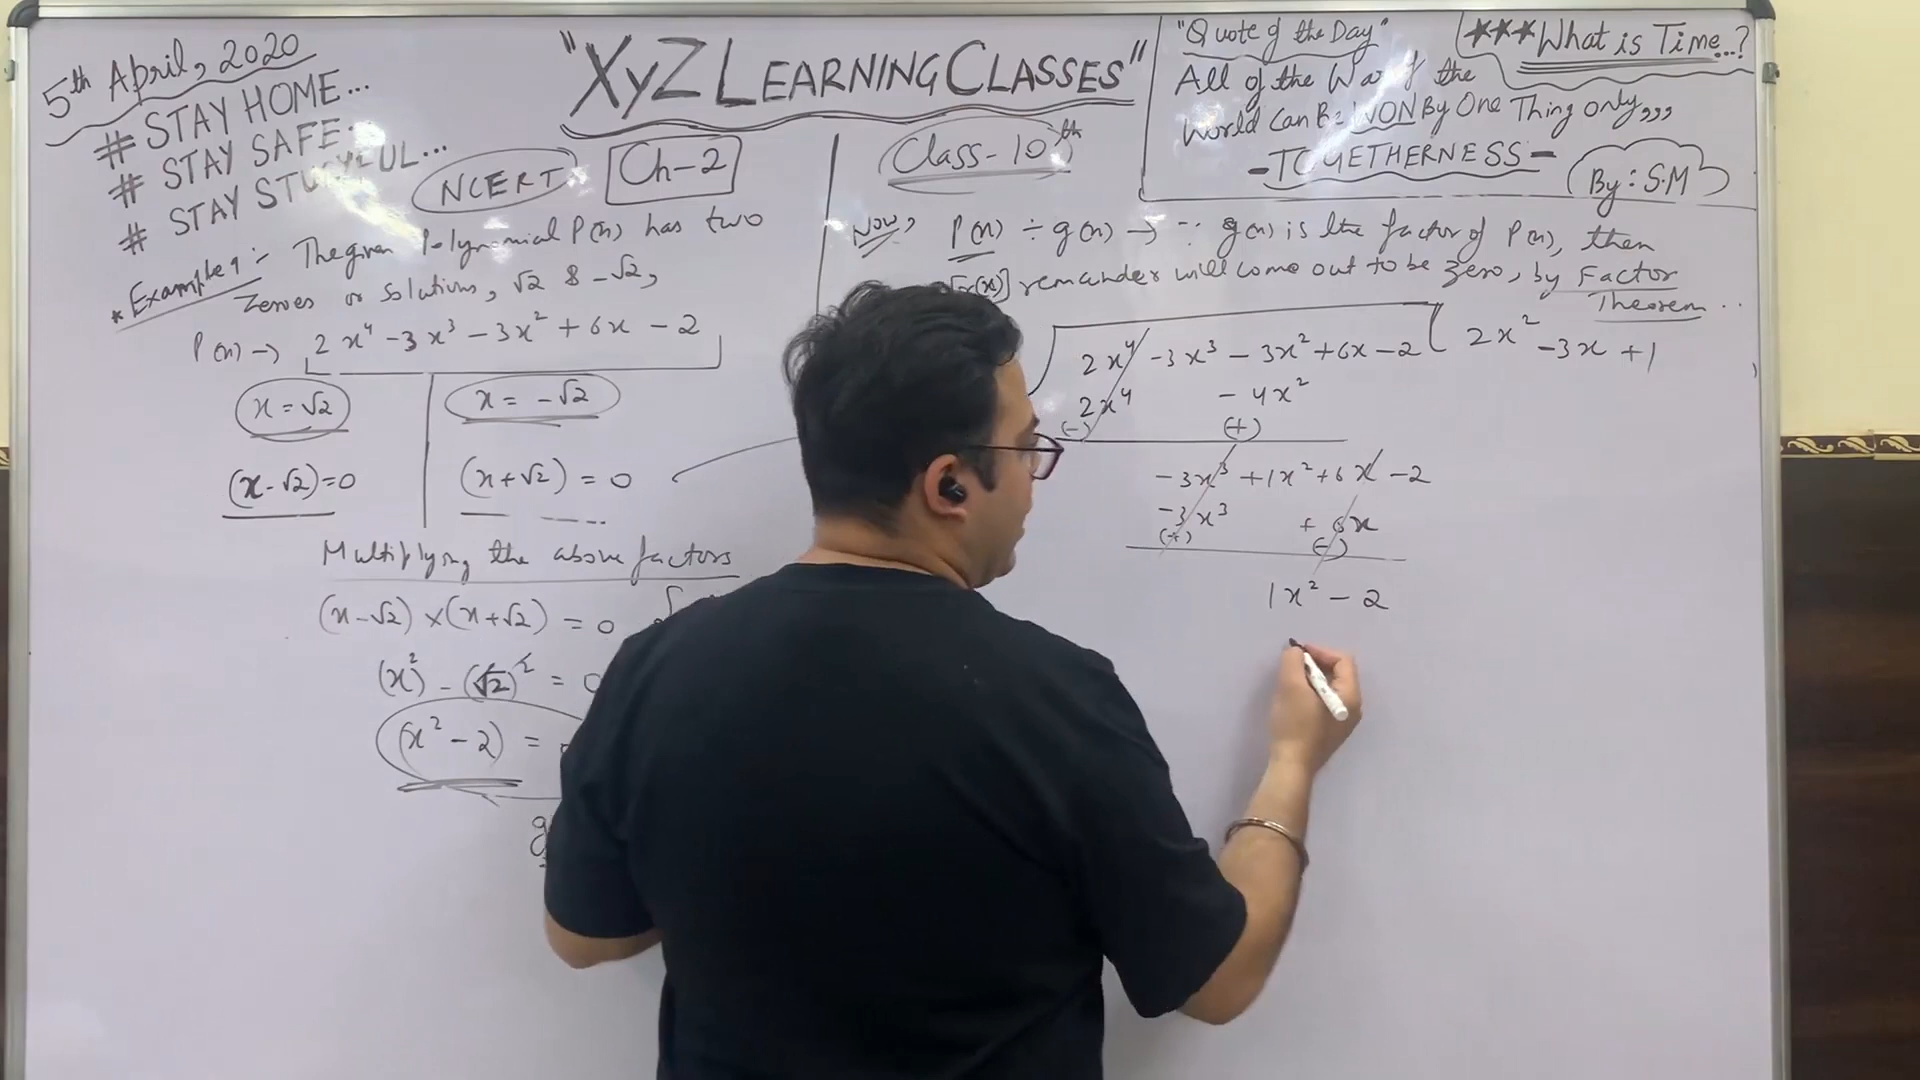 5th April, 2020
# STAY HOME...
# STAY SAFE
# STAY STUDYFUL...
"XyZ LEARNING CLASSES"
"Quote of the Day"
***What is Time...?
All of the War of the
World Can Be WON By One Thing only,,,
- TOGETHERNESS -
By: S.M
NCERT
Ch-2
Class-10th
* Example 9:- The given Polynomial P(x) has two
Zeroes or Solutions, √2 & -√2,
P(x) → 2x⁴ - 3x³ - 3x² + 6x - 2
x = √2
x = -√2
(x-√2)=0
(x+√2) = 0
Multiplying the above factors
(x-√2) × (x+√2) = 0
(x)² - (√2)² = 0
(x² - 2) =
g
Now, P(x) ÷ g(x) → ∵ g(x) is the factor of P(x), then
[r(x)] remainder will come out to be zero, by Factor
Theorem...
2x⁴ - 3x³ - 3x² + 6x - 2
2x² - 3x + 1
2x⁴ - 4x²
(-) (+)
-3x³ + 1x² + 6x - 2
-3x³ + 6x
(+) (-)
1x² - 2